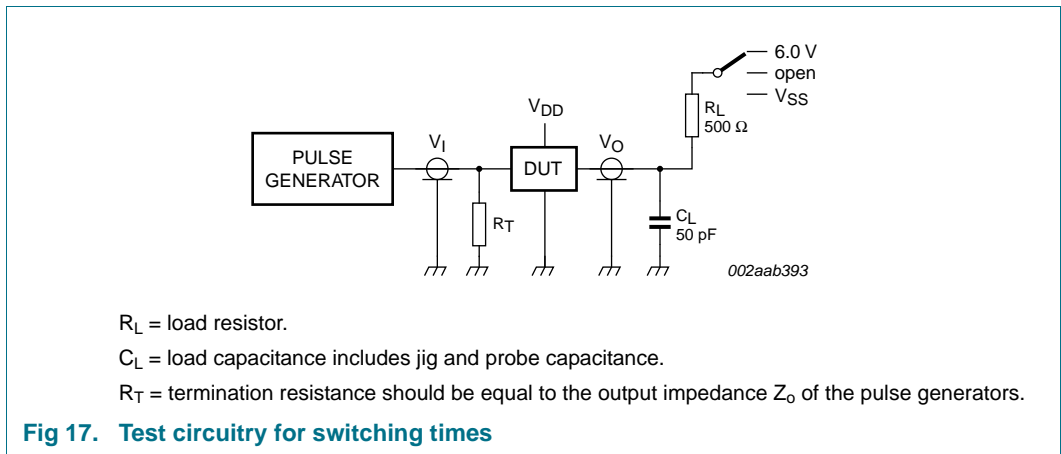 6.0 V
open
VSS
RL
500 Ω
VDD
VI
VO
PULSE
GENERATOR
DUT
RT
CL
50 pF
002aab393
RL = load resistor.
CL = load capacitance includes jig and probe capacitance.
RT = termination resistance should be equal to the output impedance Zo of the pulse generators.
Fig 17. Test circuitry for switching times